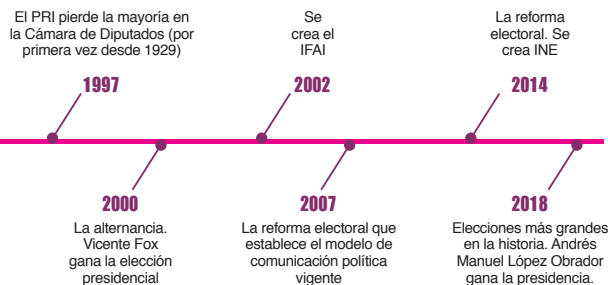 El PRI pierde la mayoría en
la Cámara de Diputados (por
primera vez desde 1929)
1997
Se
crea el
IFAI
2002
La reforma
electoral. Se
crea INE
2014
2000
La alternancia.
Vicente Fox
gana la elección
presidencial
2007
La reforma electoral que
establece el modelo de
comunicación política
vigente
2018
Elecciones más grandes
en la historia. Andrés
Manuel López Obrador
gana la presidencia.